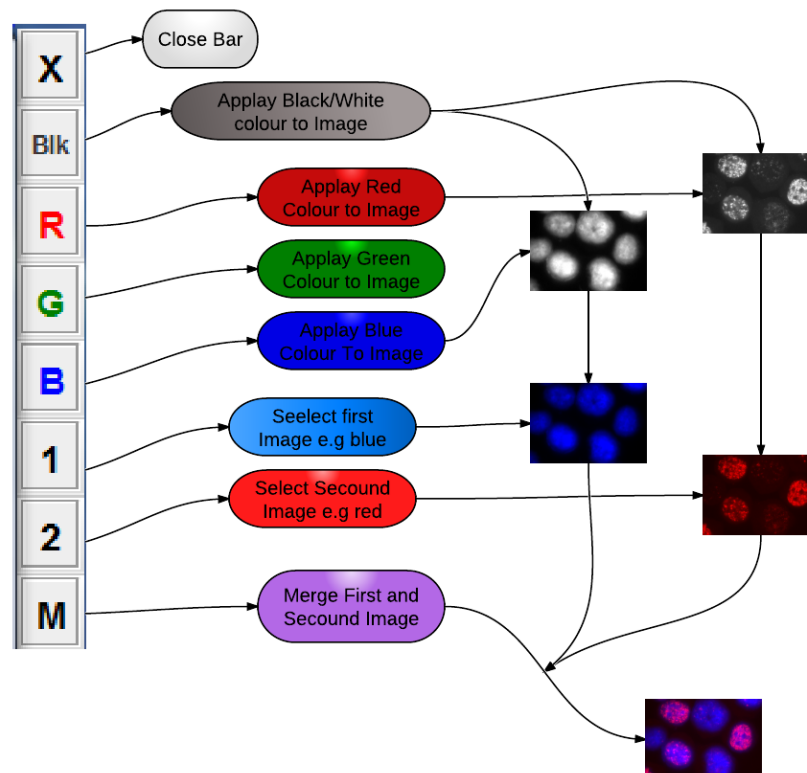 X
Close Bar
Blk
Applay Black/White
colour to Image
R
Applay Red
Colour to Image
G
Applay Green
Colour to Image
B
Applay Blue
Colour To Image
1
Seelect first
Image e.g blue
2
Select Secound
Image e.g red
M
Merge First and
Secound Image